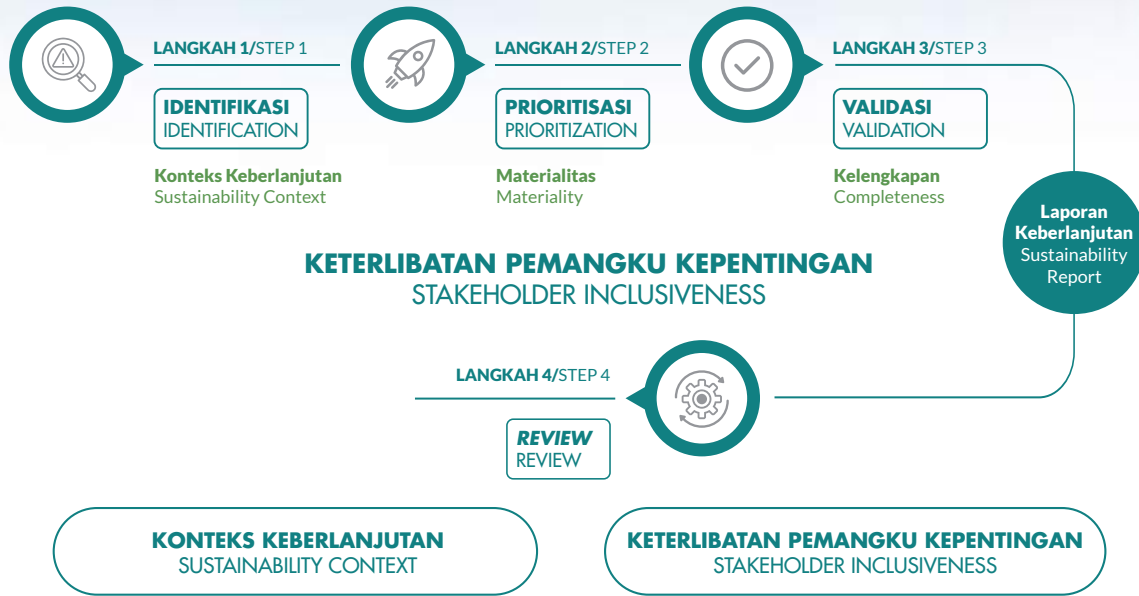 LANGKAH 1/STEP 1
IDENTIFIKASI
IDENTIFICATION
Konteks Keberlanjutan
Sustainability Context
LANGKAH 2/STEP 2
PRIORITISASI
PRIORITIZATION
Materialitas
Materiality
LANGKAH 3/STEP 3
VALIDASI
VALIDATION
Kelengkapan
Completeness
Laporan
Keberlanjutan
Sustainability
Report
KETERLIBATAN PEMANGKU KEPENTINGAN
STAKEHOLDER INCLUSIVENESS
LANGKAH 4/STEP 4
REVIEW
REVIEW
KONTEKS KEBERLANJUTAN
SUSTAINABILITY CONTEXT
KETERLIBATAN PEMANGKU KEPENTINGAN
STAKEHOLDER INCLUSIVENESS